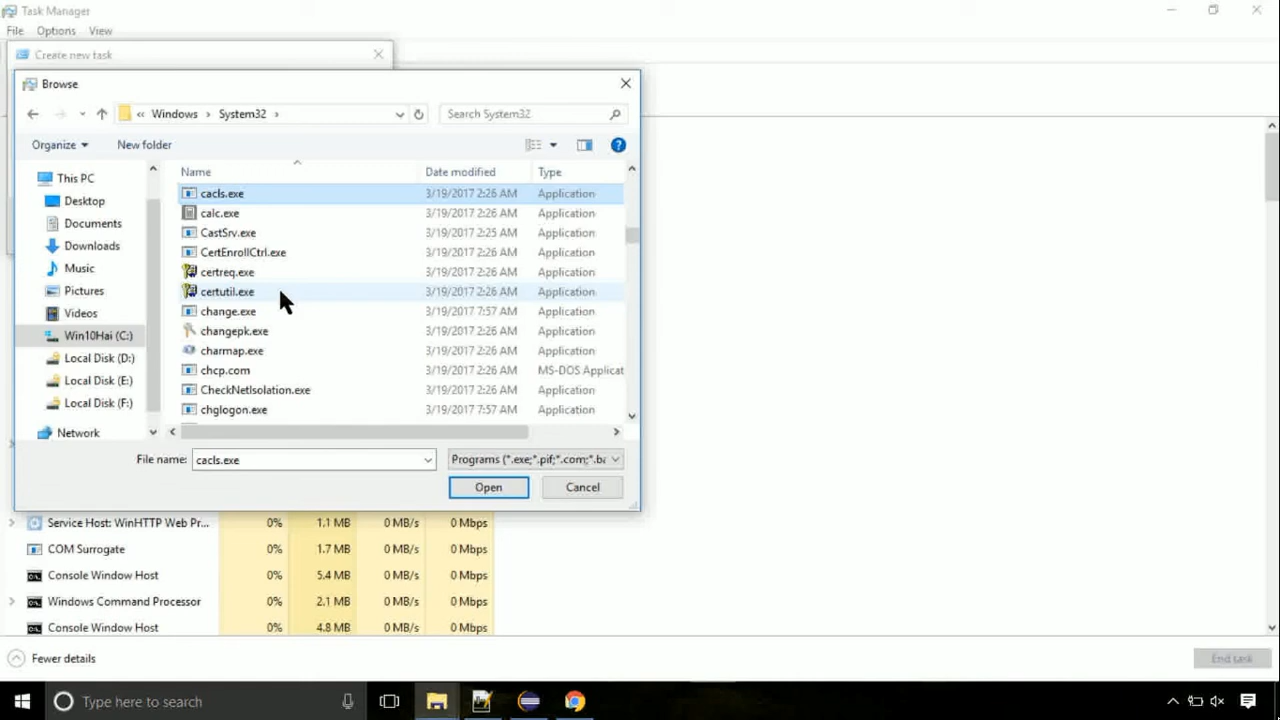 Task Manager
File Options View
Create new task
Browse
« Windows › System32 › Search System32
Organize New folder
Name Date modified Type
This PC
Desktop
Documents
Downloads
Music
Pictures
Videos
Win10Hai (C:)
Local Disk (D:)
Local Disk (E:)
Local Disk (F:)
Network
cacls.exe 3/19/2017 2:26 AM Application
calc.exe 3/19/2017 2:26 AM Application
CastSrv.exe 3/19/2017 2:25 AM Application
CertEnrollCtrl.exe 3/19/2017 2:26 AM Application
certreq.exe 3/19/2017 2:26 AM Application
certutil.exe 3/19/2017 2:26 AM Application
change.exe 3/19/2017 7:57 AM Application
changepk.exe 3/19/2017 2:26 AM Application
charmap.exe 3/19/2017 2:26 AM Application
chcp.com 3/19/2017 2:26 AM MS-DOS Applicat
CheckNetIsolation.exe 3/19/2017 2:26 AM Application
chglogon.exe 3/19/2017 7:57 AM Application
File name: cacls.exe Programs (*.exe;*.pif;*.com;*.ba
Open Cancel
Service Host: WinHTTP Web Pr... 0% 1.1 MB 0 MB/s 0 Mbps
COM Surrogate 0% 1.7 MB 0 MB/s 0 Mbps
Console Window Host 0% 5.4 MB 0 MB/s 0 Mbps
Windows Command Processor 0% 2.1 MB 0 MB/s 0 Mbps
Console Window Host 0% 4.8 MB 0 MB/s 0 Mbps
Fewer details End task
Type here to search